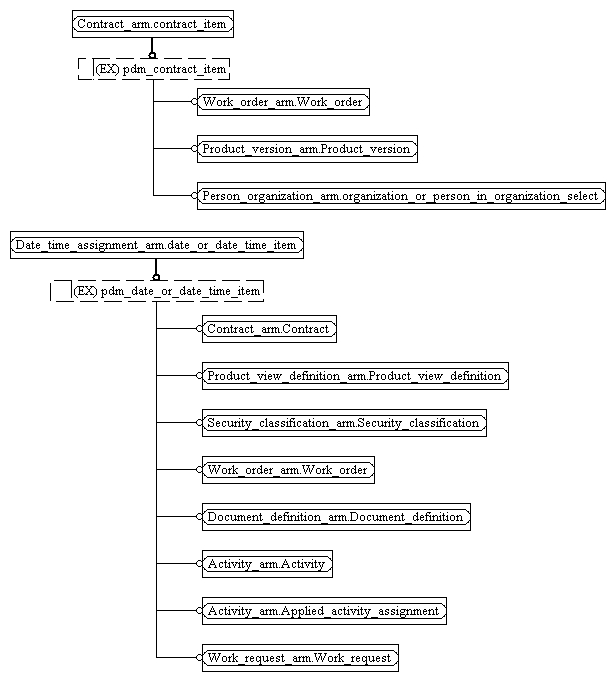 Contract_arm.contract_item
(EX) pdm_contract_item
Work_order_arm.Work_order
Product_version_arm.Product_version
Person_organization_arm.organization_or_person_in_organization_select
Date_time_assignment_arm.date_or_date_time_item
(EX) pdm_date_or_date_time_item
Contract_arm.Contract
Product_view_definition_arm.Product_view_definition
Security_classification_arm.Security_classification
Work_order_arm.Work_order
Document_definition_arm.Document_definition
Activity_arm.Activity
Activity_arm.Applied_activity_assignment
Work_request_arm.Work_request